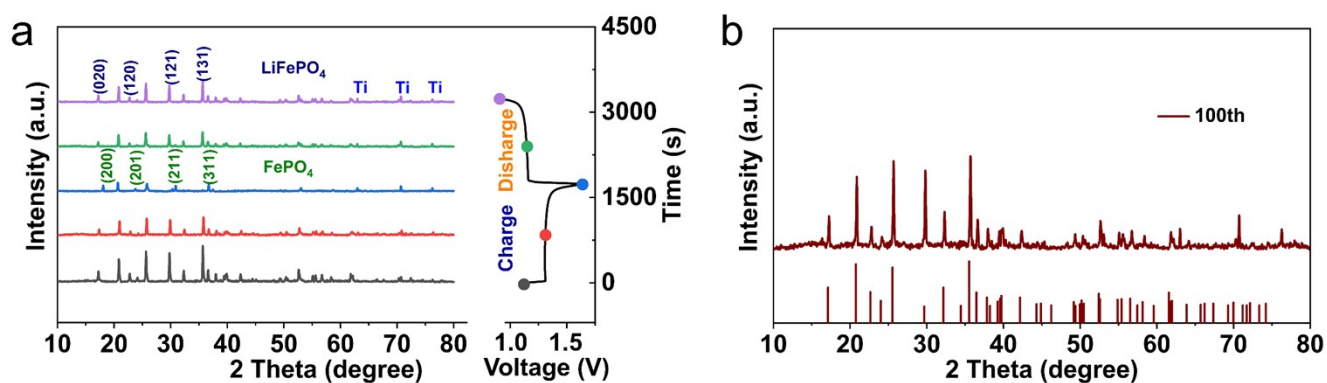 a
Intensity (a.u.)
(020)
(120)
(121)
(131)
LiFePO4
Ti
Ti
Ti
(200)
(201)
(211)
(311)
FePO4
10 20 30 40 50 60 70 80
2 Theta (degree)
Charge
Disharge
4500
3000
1500
0
Time (s)
1.0 1.5
Voltage (V)
b
Intensity (a.u.)
100th
10 20 30 40 50 60 70 80
2 Theta (degree)